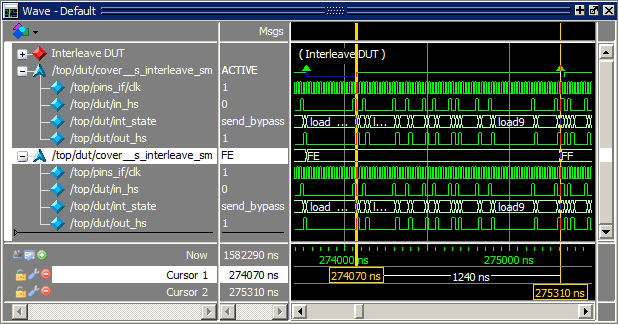 Wave - Default
Msgs
Interleave DUT
( Interleave DUT )
/top/dut/cover__s_interleave_sm ACTIVE
/top/pins_if/clk 1
/top/dut/in_hs 0
/top/dut/int_state send_bypass load ... l... load9
/top/dut/out_hs 1
/top/dut/cover__s_interleave_sm FE FE FF
/top/pins_if/clk 1
/top/dut/in_hs 0
/top/dut/int_state send_bypass load ... l... load9
/top/dut/out_hs 1
Now 1582290 ns 274000 ns 275000 ns
Cursor 1 274070 ns 274070 ns 1240 ns
Cursor 2 275310 ns 275310 ns